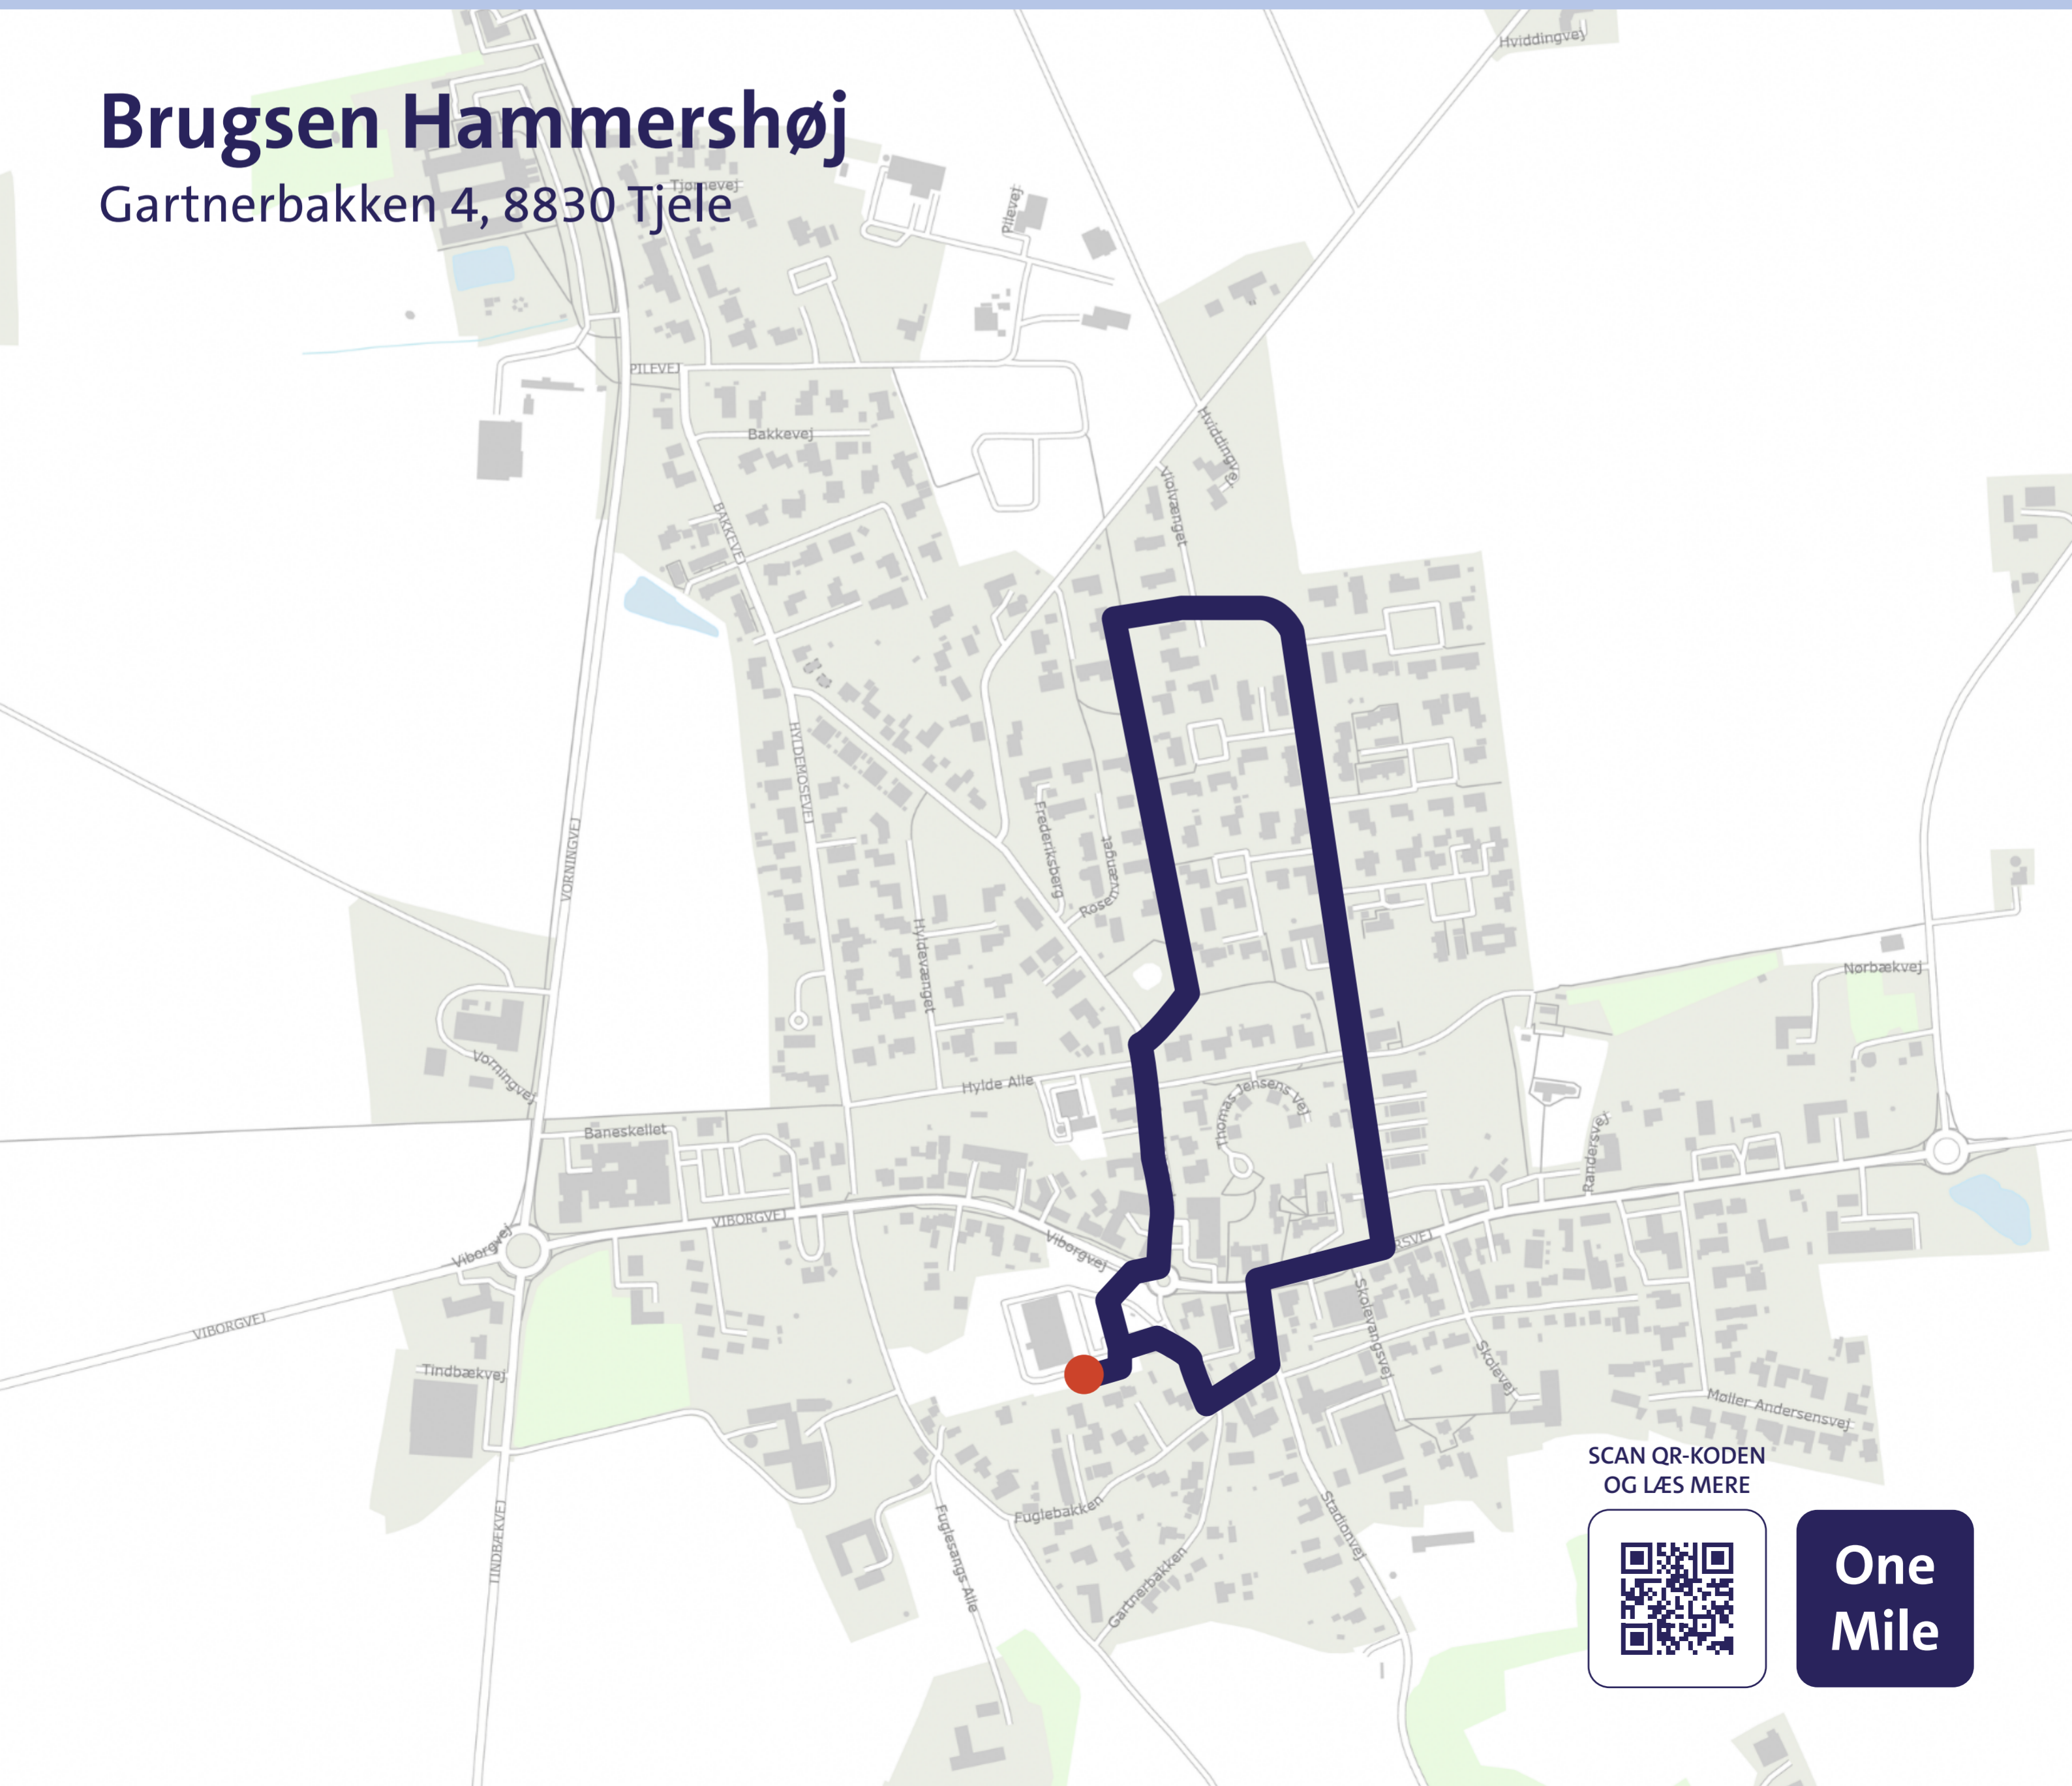 Hviddingvej
Brugsen Hammershøj
Gartnerbakken 4, 8830 Tjele
Tjørnevej
Pilevej
PILEVEJ
Bakkevej
Hviddingvej
Violvænget
BAKKEVEJ
HYLDEMOSEVEJ
Frederiksberg
VORNINGVEJ
Rosenvænget
Hyldevænget
Nørbækvej
Vorningvej
Hylde Alle
Thomas Jensens Vej
Baneskellet
Randersvej
VIBORGVEJ
Viborgvej
Viborgvej
RSVEJ
VIBORGVEJ
Skolevangsvej
Skolevej
Tindbækvej
Møller Andersensvej
SCAN QR-KODEN
OG LÆS MERE
Fuglebakken
Stadionvej
Fuglesangs Alle
TINDBÆKVEJ
Gartnerbakken
One
Mile